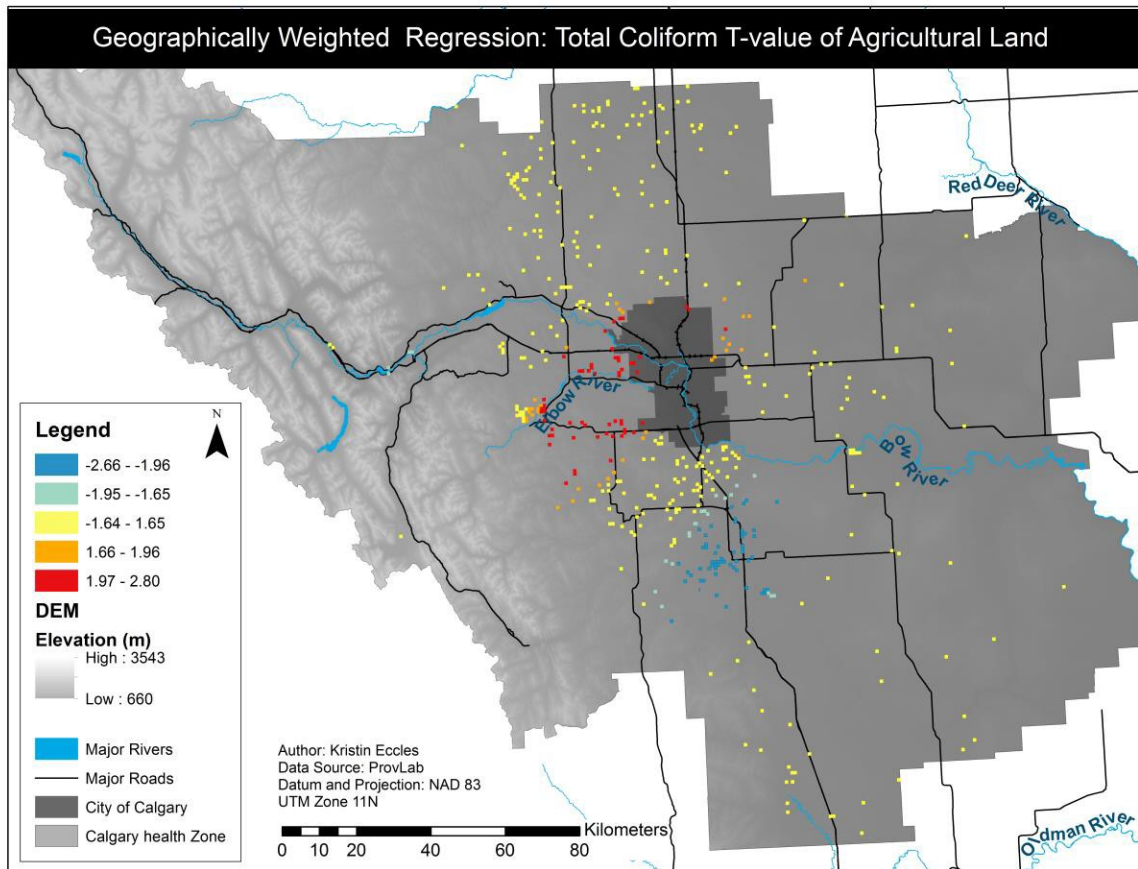 Geographically Weighted Regression: Total Coliform T-value of Agricultural Land
Red Deer River
Elbow River
Bow River
Oldman River
N
Legend
-2.66 - -1.96
-1.95 - -1.65
-1.64 - 1.65
1.66 - 1.96
1.97 - 2.80
DEM
Elevation (m)
High : 3543
Low : 660
Major Rivers
Major Roads
City of Calgary
Calgary health Zone
Author: Kristin Eccles
Data Source: ProvLab
Datum and Projection: NAD 83
UTM Zone 11N
Kilometers
0 10 20 40 60 80